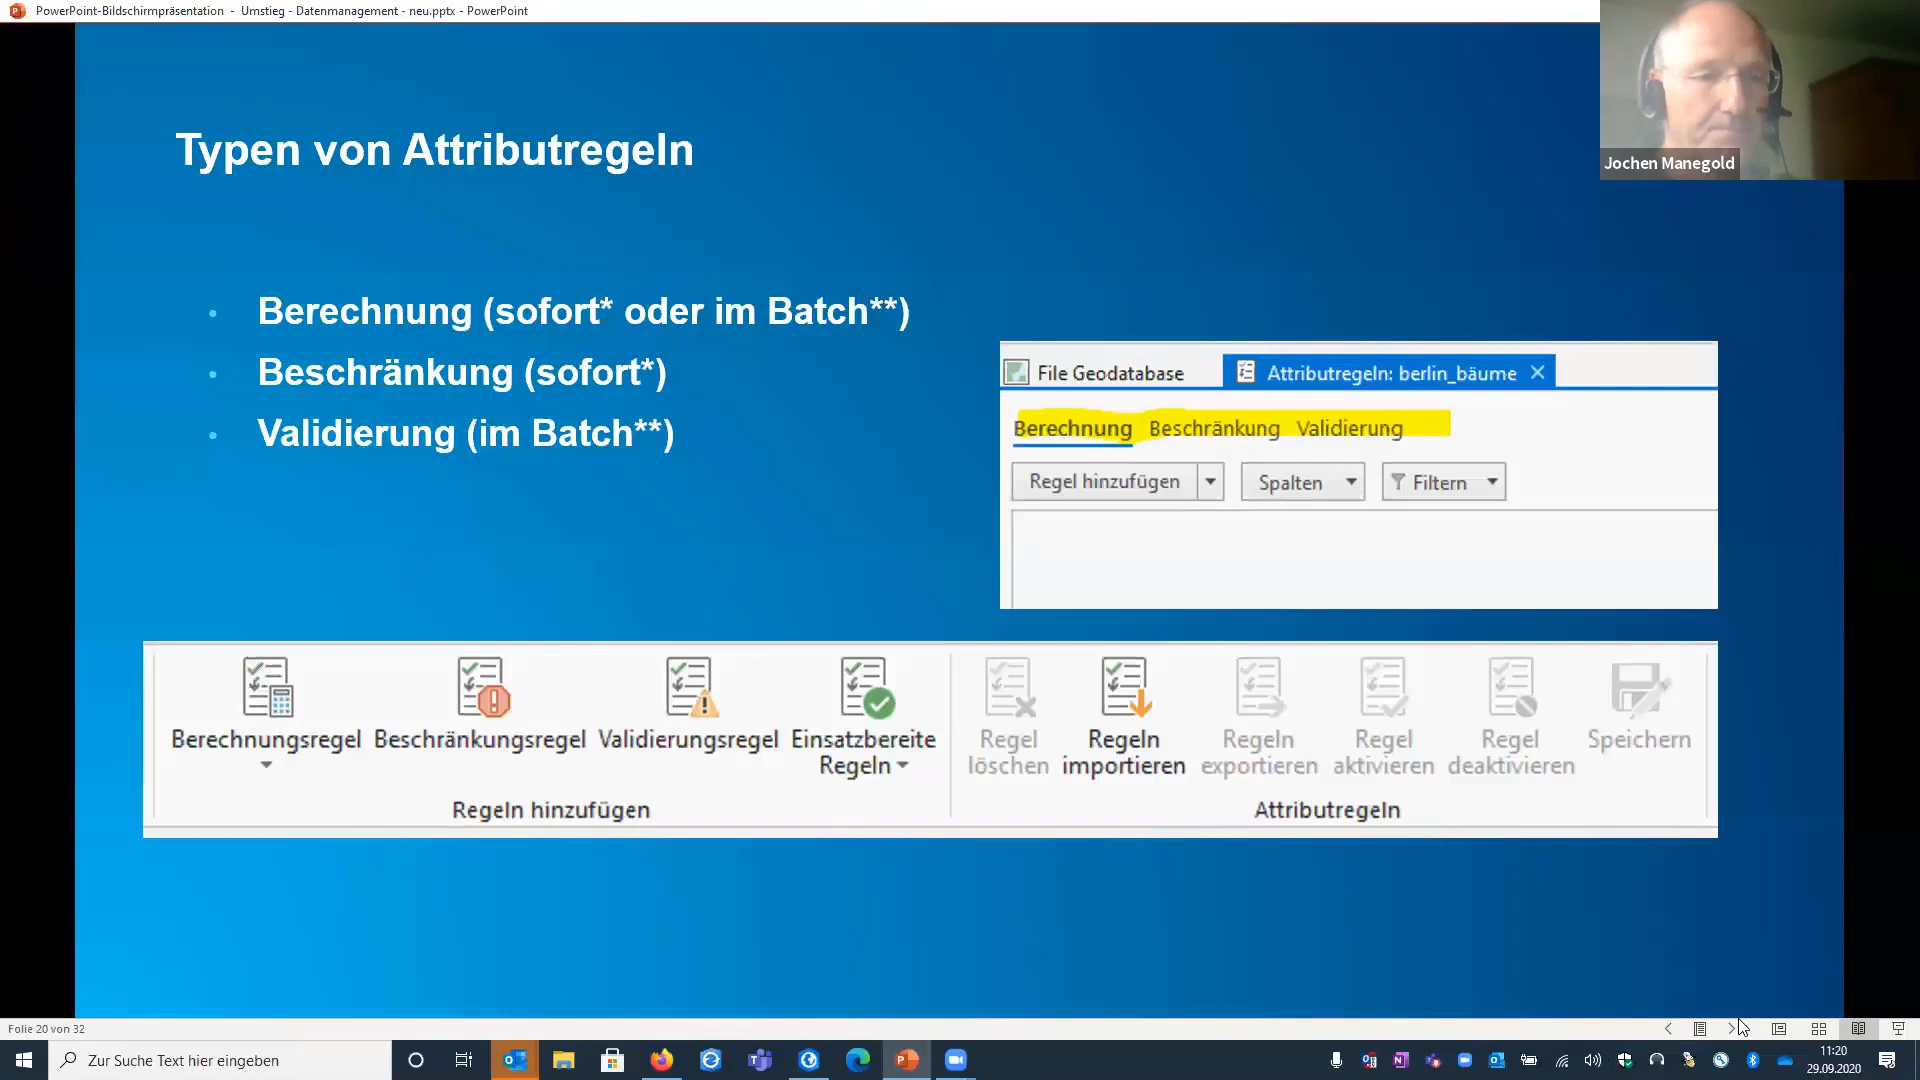 PowerPoint-Bildschirmpräsentation - Umstieg - Datenmanagement - neu.pptx - PowerPoint
Jochen Manegold
Typen von Attributregeln
• Berechnung (sofort* oder im Batch**)
• Beschränkung (sofort*)
• Validierung (im Batch**)
File Geodatabase
Attributregeln: berlin_bäume
Berechnung Beschränkung Validierung
Regel hinzufügen
Spalten
Filtern
Berechnungsregel
Beschränkungsregel
Validierungsregel
Einsatzbereite
Regeln
Regeln hinzufügen
Regel
löschen
Regeln
importieren
Regeln
exportieren
Regel
aktivieren
Regel
deaktivieren
Speichern
Attributregeln
Folie 20 von 32
Zur Suche Text hier eingeben
11:20
29.09.2020